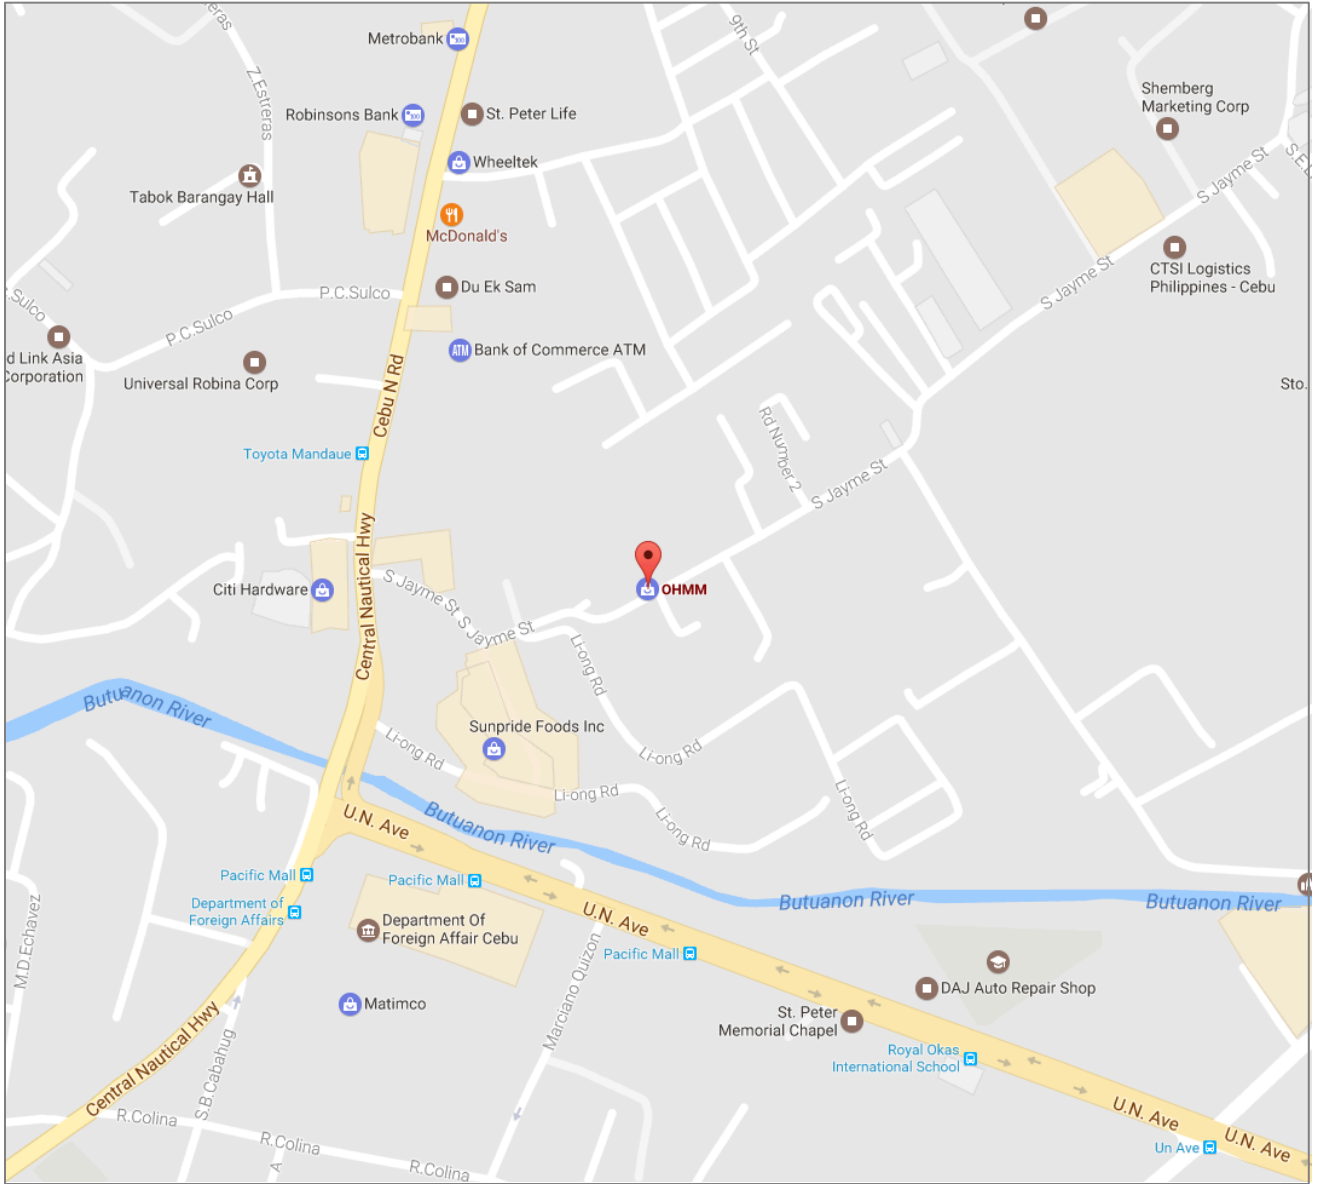 eras
Metrobank
9th St
Z.Estreras
Robinsons Bank
St. Peter Life
Shemberg
Marketing Corp
Wheeltek
S Jayme St
S.E.
Tabok Barangay Hall
McDonald's
CTSI Logistics
Philippines - Cebu
S Jayme St
Du Ek Sam
P.C.Sulco
.Sulco
P.C.Sulco
d Link Asia
Corporation
Bank of Commerce ATM
ATM
Universal Robina Corp
Sto.
Cebu N Rd
Rd Number 2
Toyota Mandaue
S Jayme St
Central Nautical Hwy
Citi Hardware
S Jayme St
OHMM
S Jayme St
Li-ong Rd
Butuanon River
Sunpride Foods Inc
Li-ong Rd
Li-ong Rd
Li-ong Rd
Li-ong Rd
Li-ong Rd
U.N. Ave
Butuanon River
Pacific Mall
Pacific Mall
Butuanon River
Butuanon River
Department of
Foreign Affairs
M.D.Echavez
Department Of
Foreign Affair Cebu
U.N. Ave
Pacific Mall
Marciano Quizon
DAJ Auto Repair Shop
Matimco
St. Peter
Memorial Chapel
Royal Okas
International School
Central Nautical Hwy
S.B.Cabahug
R.Colina
R.Colina
A
R.Colina
U.N. Ave
U.N. Ave
Un Ave